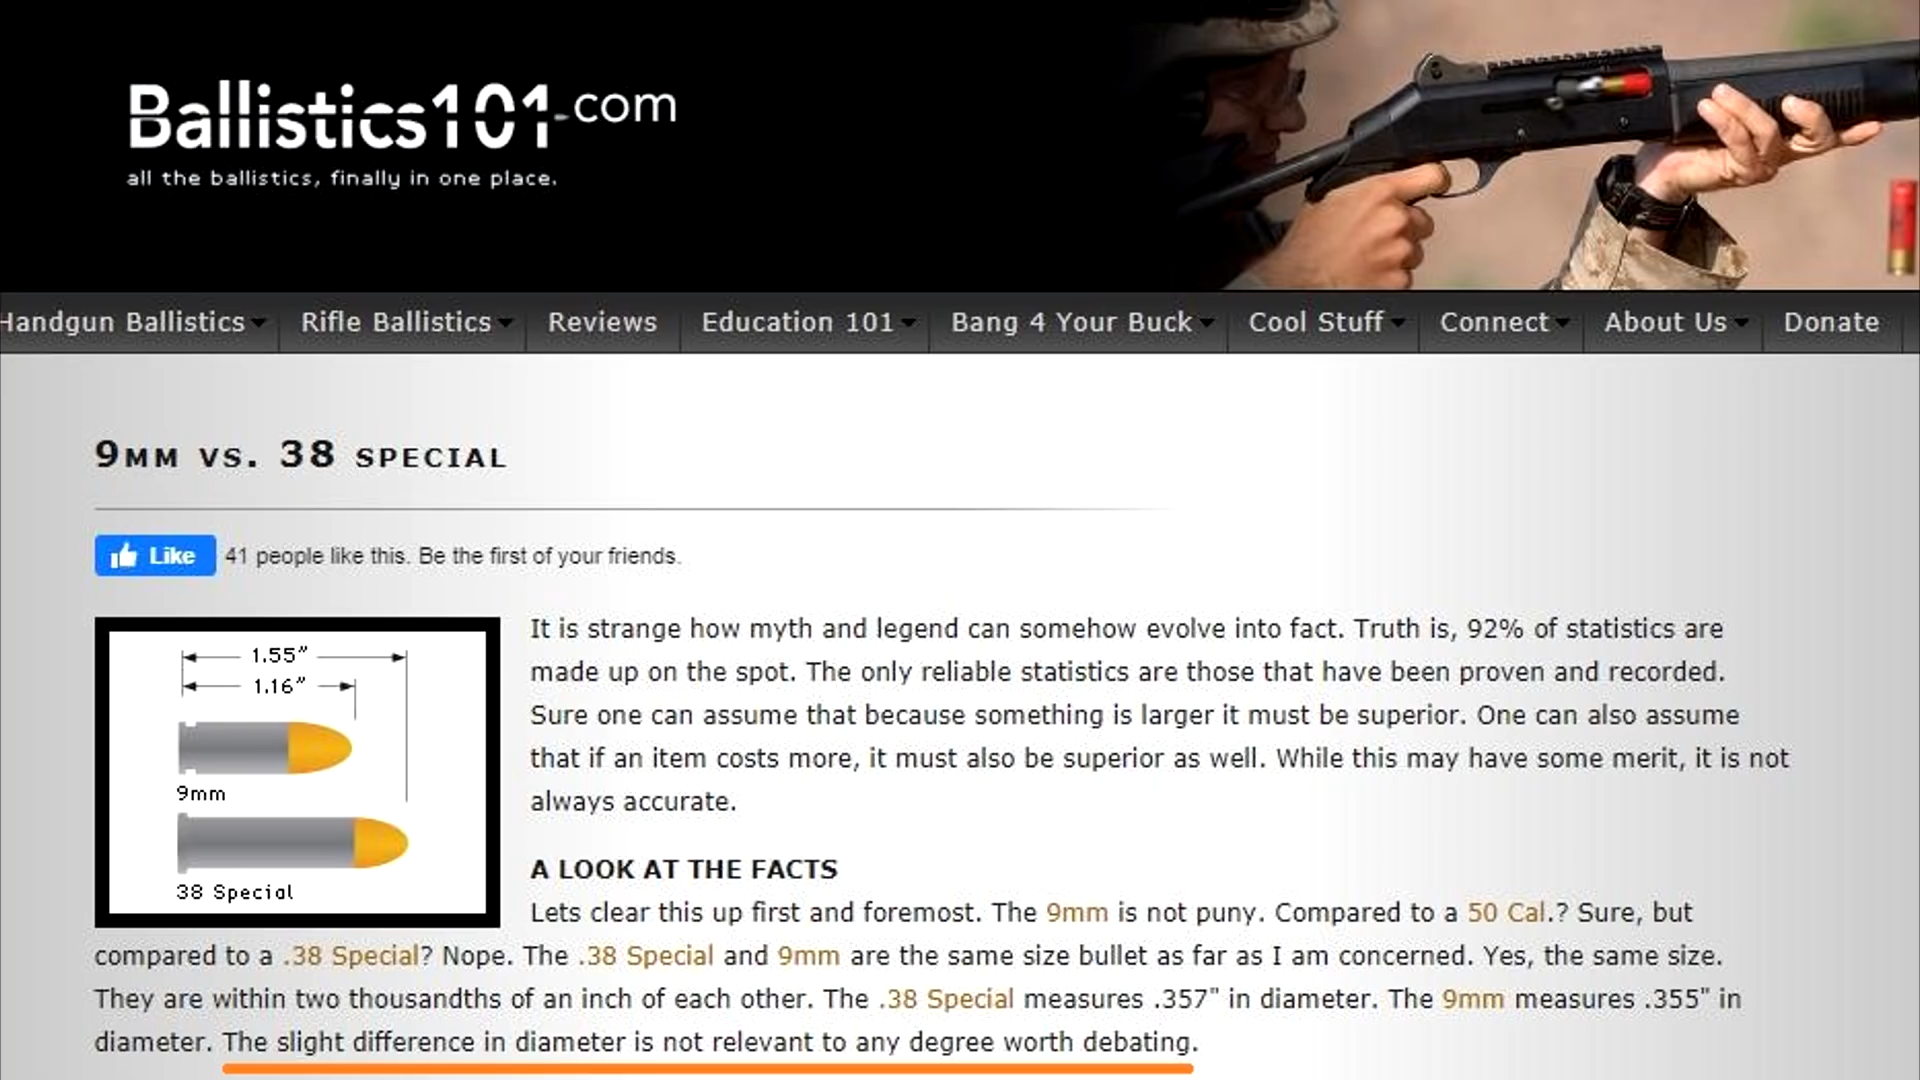 Ballistics101.com
all the ballistics, finally in one place.
Handgun Ballistics Rifle Ballistics Reviews Education 101 Bang 4 Your Buck Cool Stuff Connect About Us Donate
9mm vs. 38 special
Like 41 people like this. Be the first of your friends.
1.55"
1.16"
9mm
38 Special
It is strange how myth and legend can somehow evolve into fact. Truth is, 92% of statistics are
made up on the spot. The only reliable statistics are those that have been proven and recorded.
Sure one can assume that because something is larger it must be superior. One can also assume
that if an item costs more, it must also be superior as well. While this may have some merit, it is not
always accurate.
A LOOK AT THE FACTS
Lets clear this up first and foremost. The 9mm is not puny. Compared to a 50 Cal.? Sure, but
compared to a .38 Special? Nope. The .38 Special and 9mm are the same size bullet as far as I am concerned. Yes, the same size.
They are within two thousandths of an inch of each other. The .38 Special measures .357" in diameter. The 9mm measures .355" in
diameter. The slight difference in diameter is not relevant to any degree worth debating.